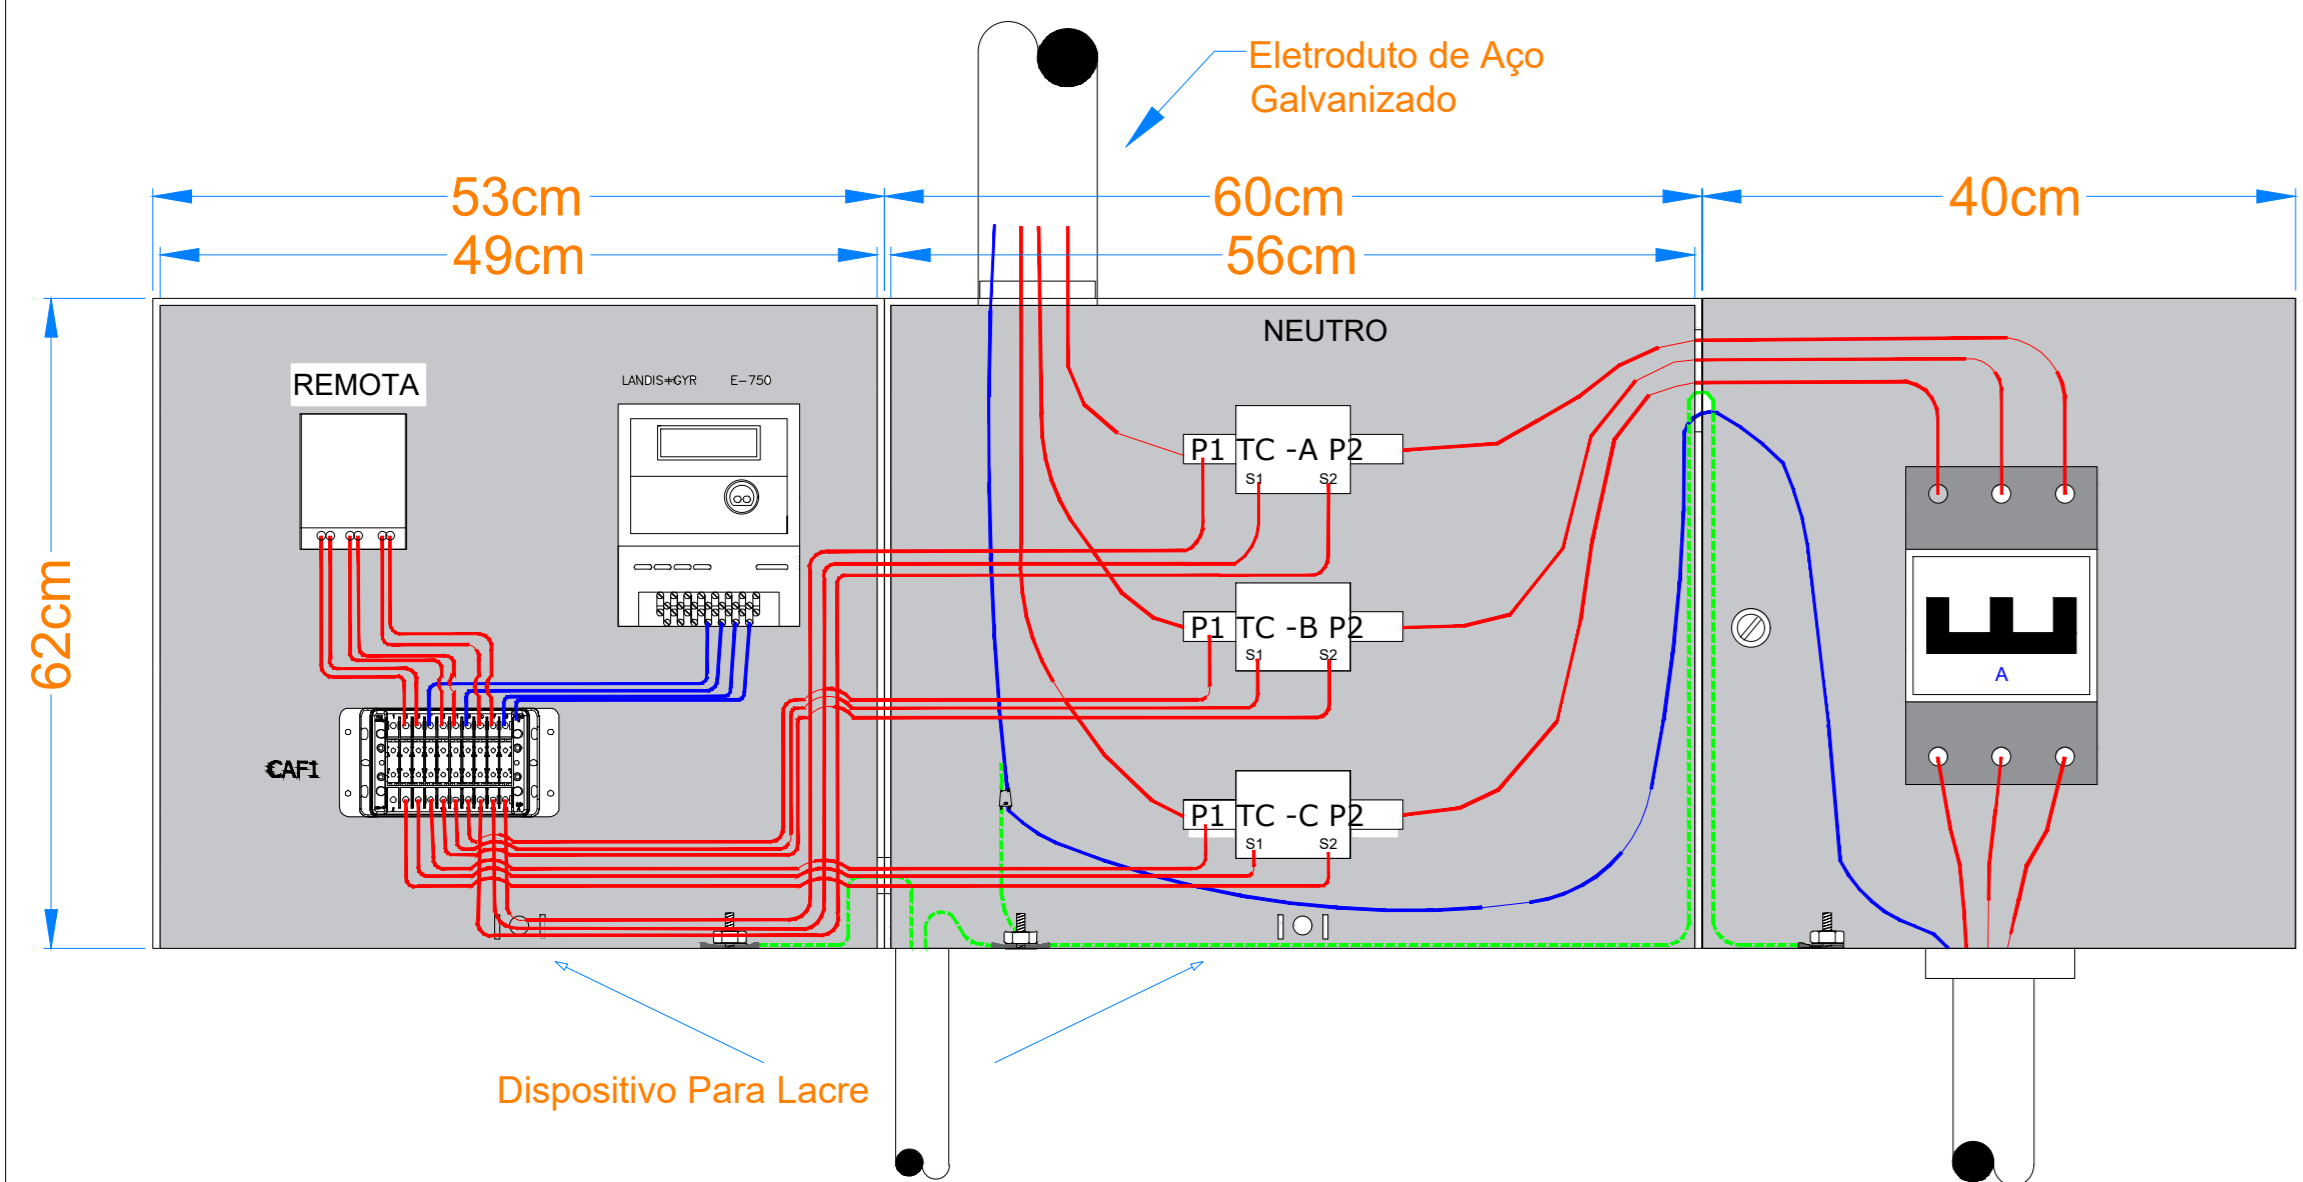 Eletroduto de Aço
Galvanizado
53cm
60cm
40cm
49cm
56cm
62cm
NEUTRO
REMOTA
LANDIS+GYR E-750
P1 TC -A P2
S1 S2
P1 TC -B P2
S1 S2
A
CAF1
P1 TC -C P2
S1 S2
Dispositivo Para Lacre